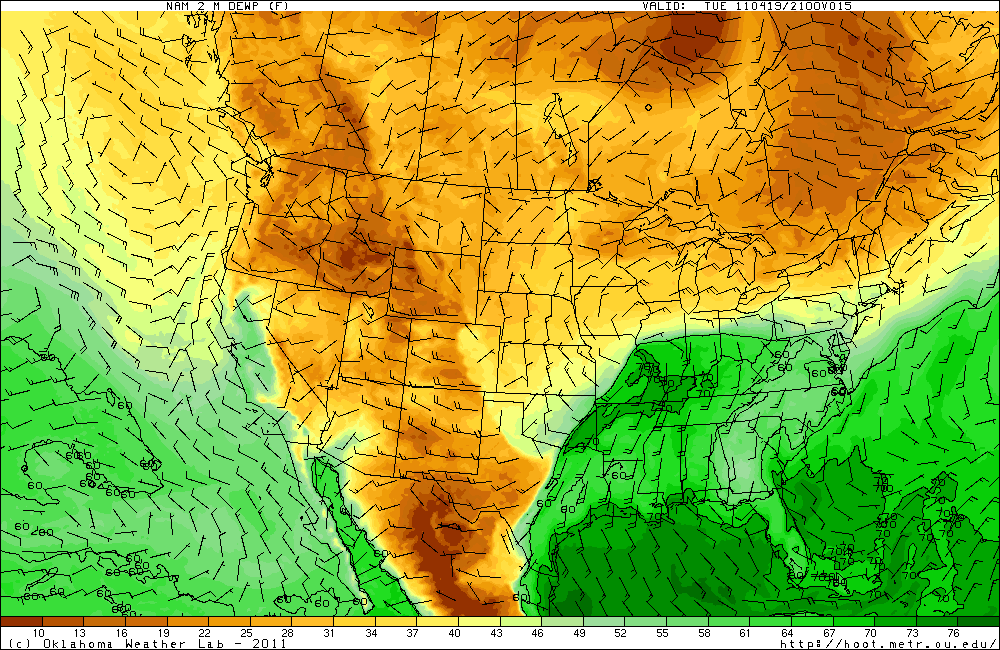 NAM 2 M DEWP (F) VALID: TUE 110419/2100V015
10 13 16 19 22 25 28 31 34 37 40 43 46 49 52 55 58 61 64 67 70 73 76
(c) Oklahoma Weather Lab - 2011 http://hoot.metr.ou.edu/